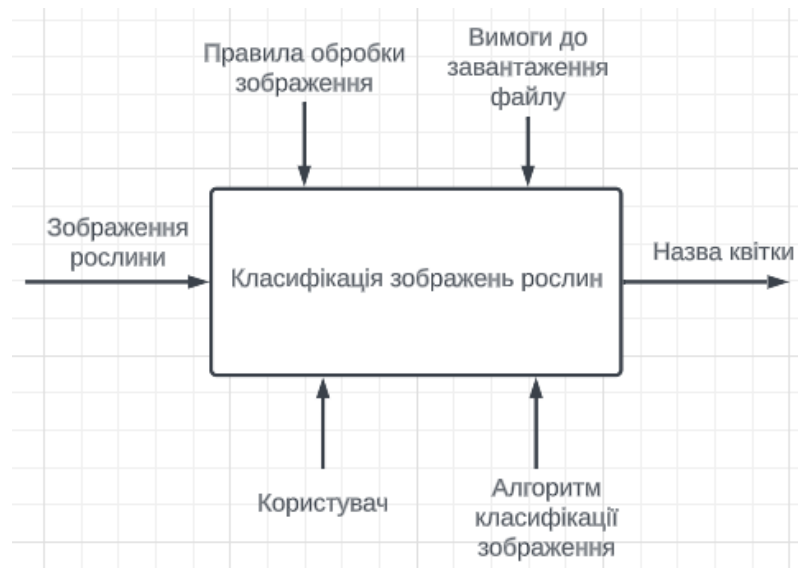 Правила обробки
зображення
Вимоги до
завантаження
файлу
Зображення
рослини
Класифікація зображень рослин
Назва квітки
Користувач
Алгоритм
класифікації
зображення